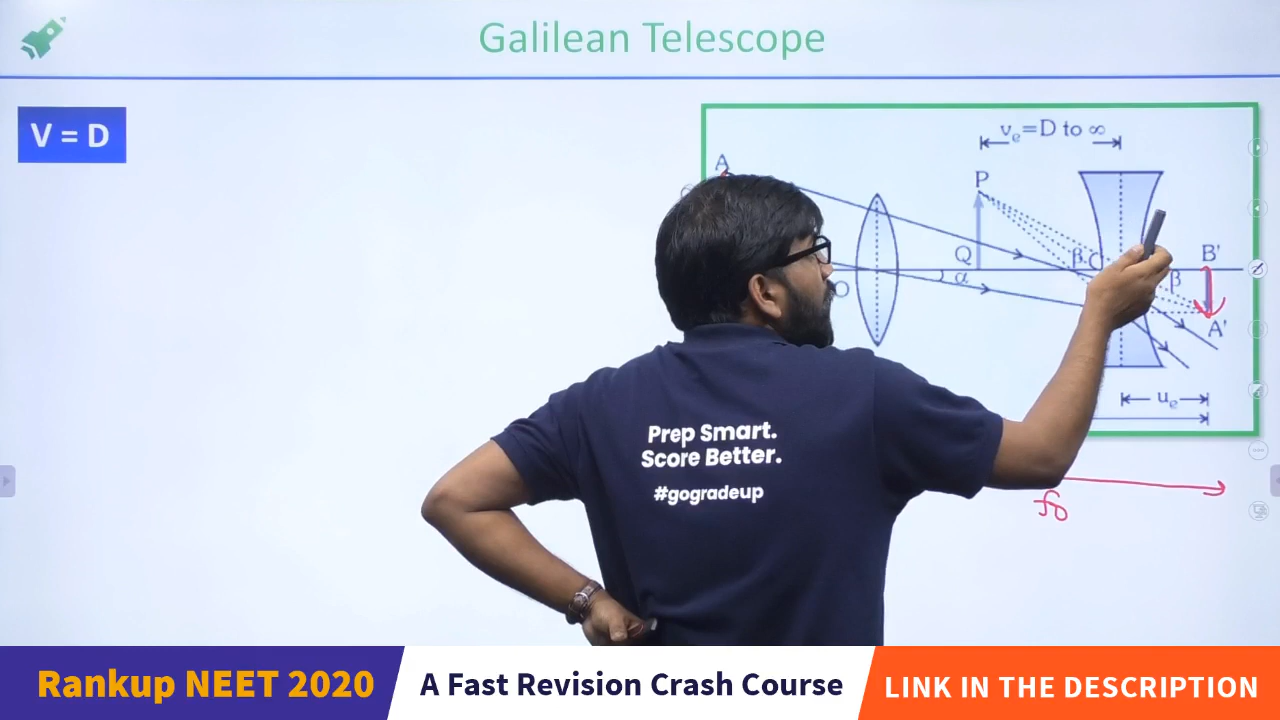 Galilean Telescope
V = D
vₑ=D to ∞
A
P
Q
O
α
β
C
β
B'
A'
uₑ
fo
Prep Smart.
Score Better.
#gogradeup
Rankup NEET 2020
A Fast Revision Crash Course
LINK IN THE DESCRIPTION